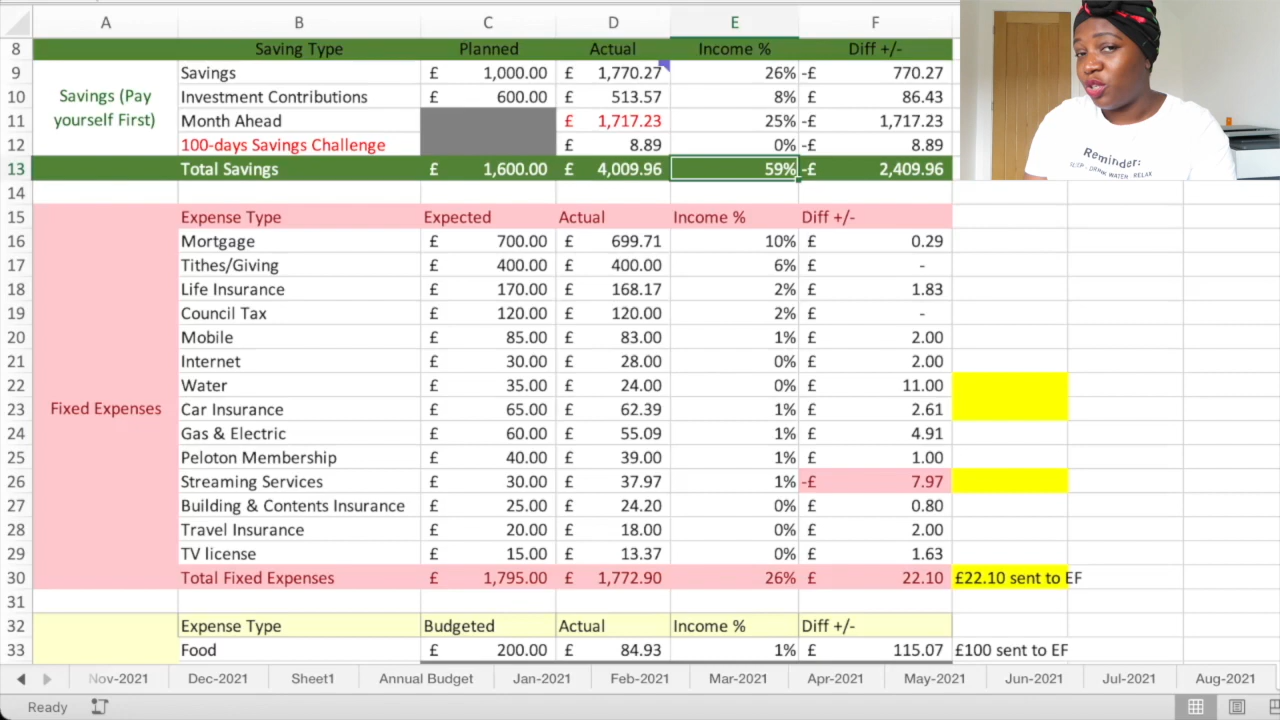 A B C D E F
8 Saving Type Planned Actual Income % Diff +/-
9 Savings £ 1,000.00 £ 1,770.27 26% -£ 770.27
10 Savings (Pay yourself First) Investment Contributions £ 600.00 £ 513.57 8% £ 86.43
11 Month Ahead £ 1,717.23 25% -£ 1,717.23
12 100-days Savings Challenge £ 8.89 0% -£ 8.89
13 Total Savings £ 1,600.00 £ 4,009.96 59% -£ 2,409.96
14
15 Expense Type Expected Actual Income % Diff +/-
16 Mortgage £ 700.00 £ 699.71 10% £ 0.29
17 Tithes/Giving £ 400.00 £ 400.00 6% £ -
18 Life Insurance £ 170.00 £ 168.17 2% £ 1.83
19 Council Tax £ 120.00 £ 120.00 2% £ -
20 Mobile £ 85.00 £ 83.00 1% £ 2.00
21 Internet £ 30.00 £ 28.00 0% £ 2.00
22 Water £ 35.00 £ 24.00 0% £ 11.00
23 Fixed Expenses Car Insurance £ 65.00 £ 62.39 1% £ 2.61
24 Gas & Electric £ 60.00 £ 55.09 1% £ 4.91
25 Peloton Membership £ 40.00 £ 39.00 1% £ 1.00
26 Streaming Services £ 30.00 £ 37.97 1% -£ 7.97
27 Building & Contents Insurance £ 25.00 £ 24.20 0% £ 0.80
28 Travel Insurance £ 20.00 £ 18.00 0% £ 2.00
29 TV license £ 15.00 £ 13.37 0% £ 1.63
30 Total Fixed Expenses £ 1,795.00 £ 1,772.90 26% £ 22.10 £22.10 sent to EF
31
32 Expense Type Budgeted Actual Income % Diff +/-
33 Food £ 200.00 £ 84.93 1% £ 115.07 £100 sent to EF
Nov-2021 Dec-2021 Sheet1 Annual Budget Jan-2021 Feb-2021 Mar-2021 Apr-2021 May-2021 Jun-2021 Jul-2021 Aug-2021
Ready
Reminder:
DRINK WATER RELAX